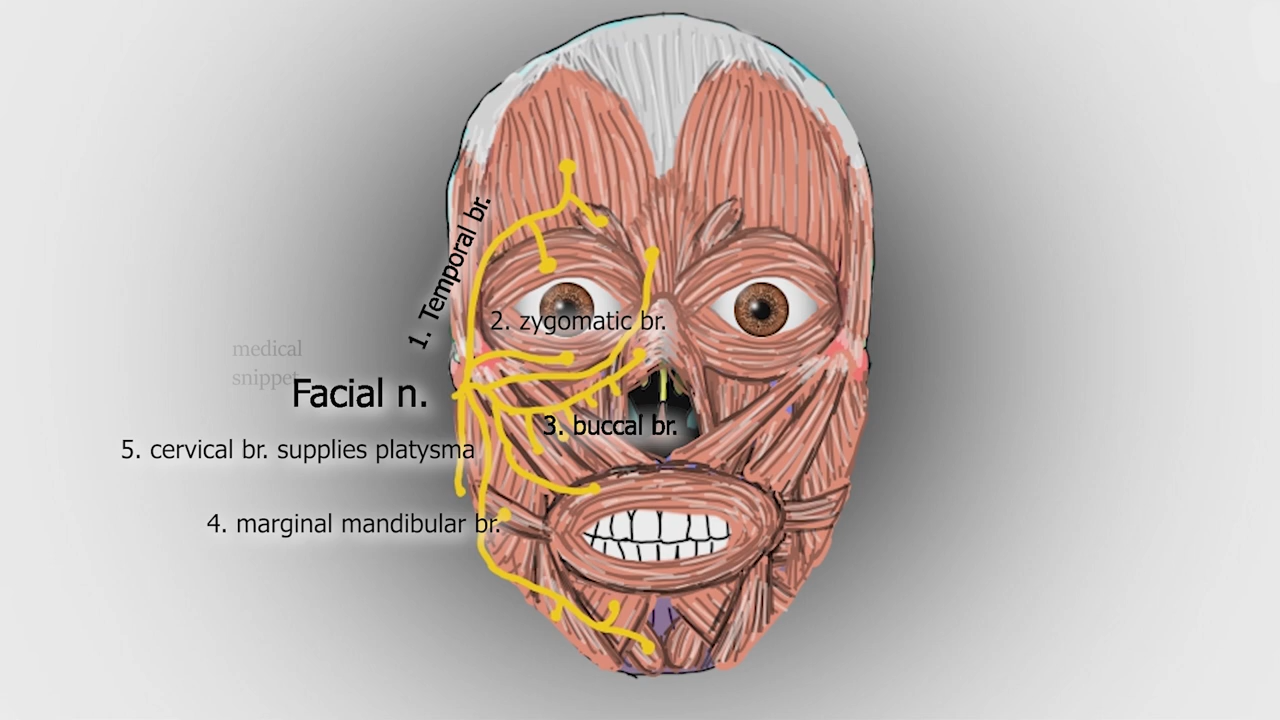 1. Temporal br.
2. zygomatic br.
medical
snippet
Facial n.
3. buccal br.
5. cervical br. supplies platysma
4. marginal mandibular br.